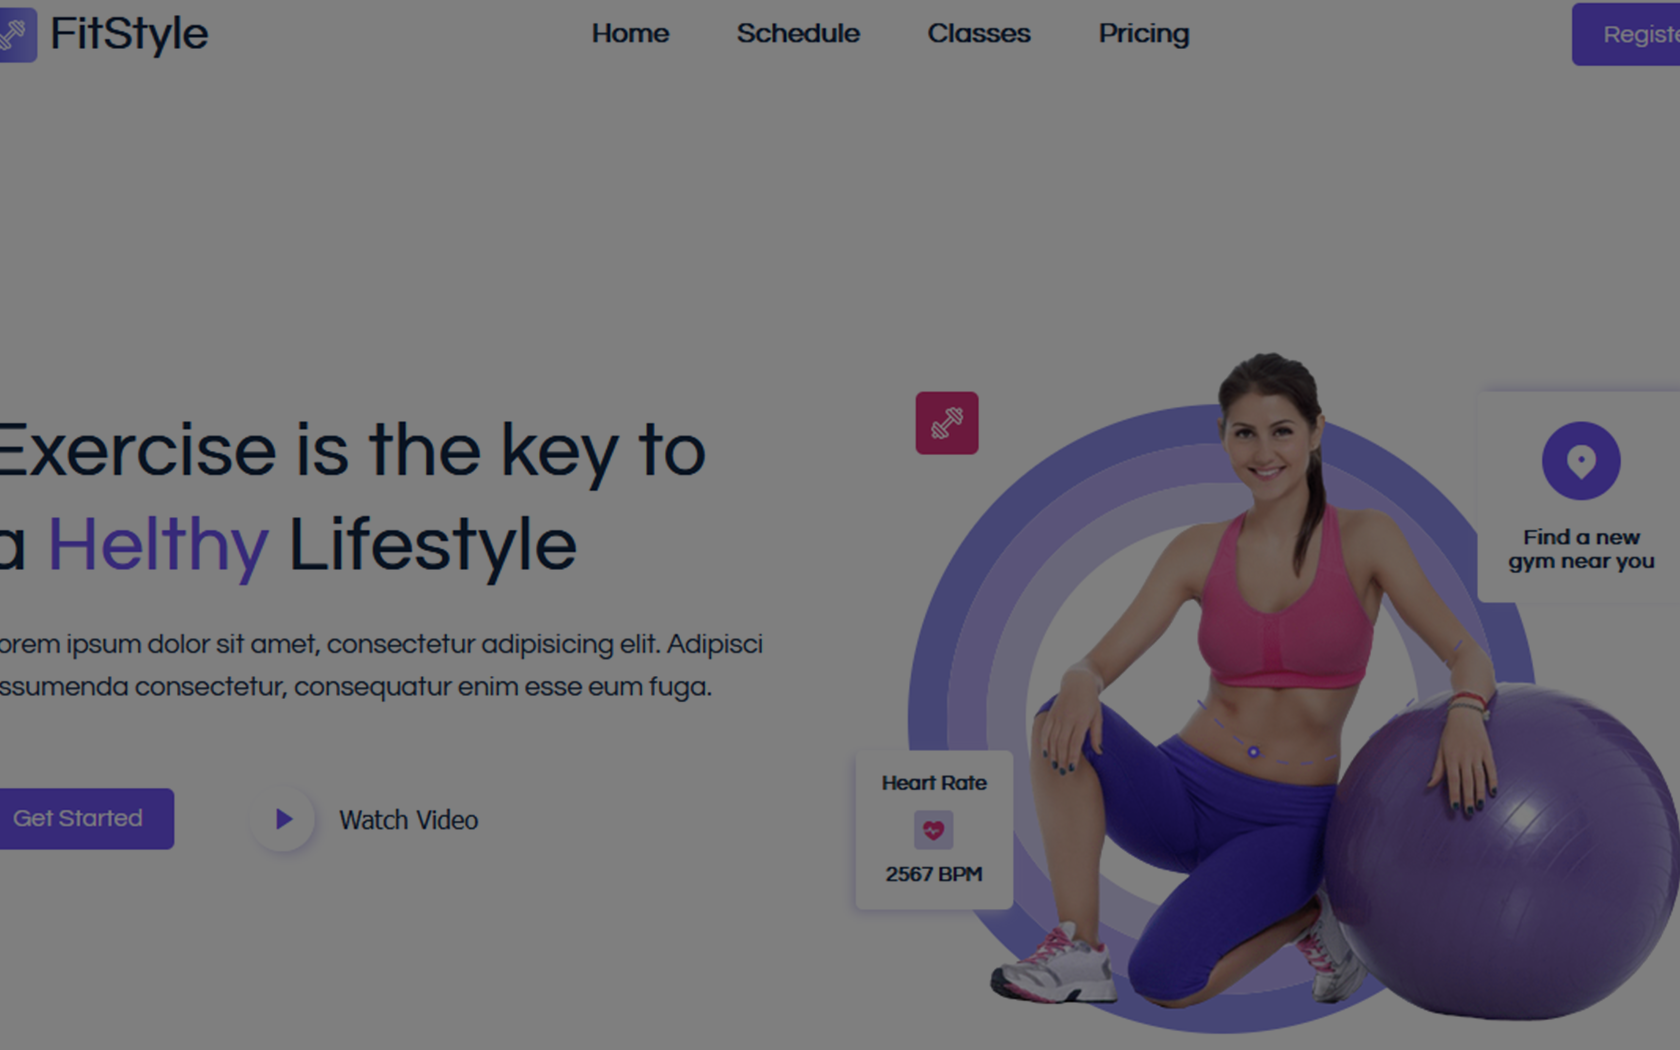 FitStyle
Home Schedule Classes Pricing
Registe
Exercise is the key to
a Helthy Lifestyle
orem ipsum dolor sit amet, consectetur adipisicing elit. Adipisci
ssumenda consectetur, consequatur enim esse eum fuga.
Get Started
Watch Video
Find a new
gym near you
Heart Rate
2567 BPM